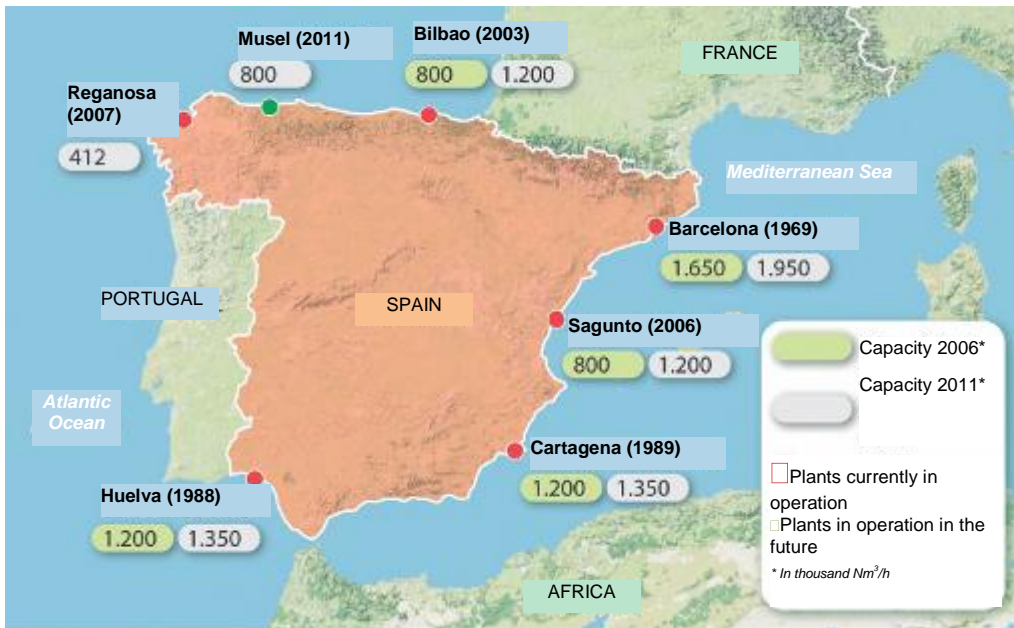 Musel (2011)
800
Bilbao (2003)
800 1.200
FRANCE
Reganosa
(2007)
412
Mediterranean Sea
Barcelona (1969)
1.650 1.950
PORTUGAL
SPAIN
Sagunto (2006)
800 1.200
Atlantic
Ocean
Cartagena (1989)
1.200 1.350
Huelva (1988)
1.200 1.350
AFRICA
Capacity 2006*
Capacity 2011*
Plants currently in
operation
Plants in operation in the
future
* In thousand Nm³/h